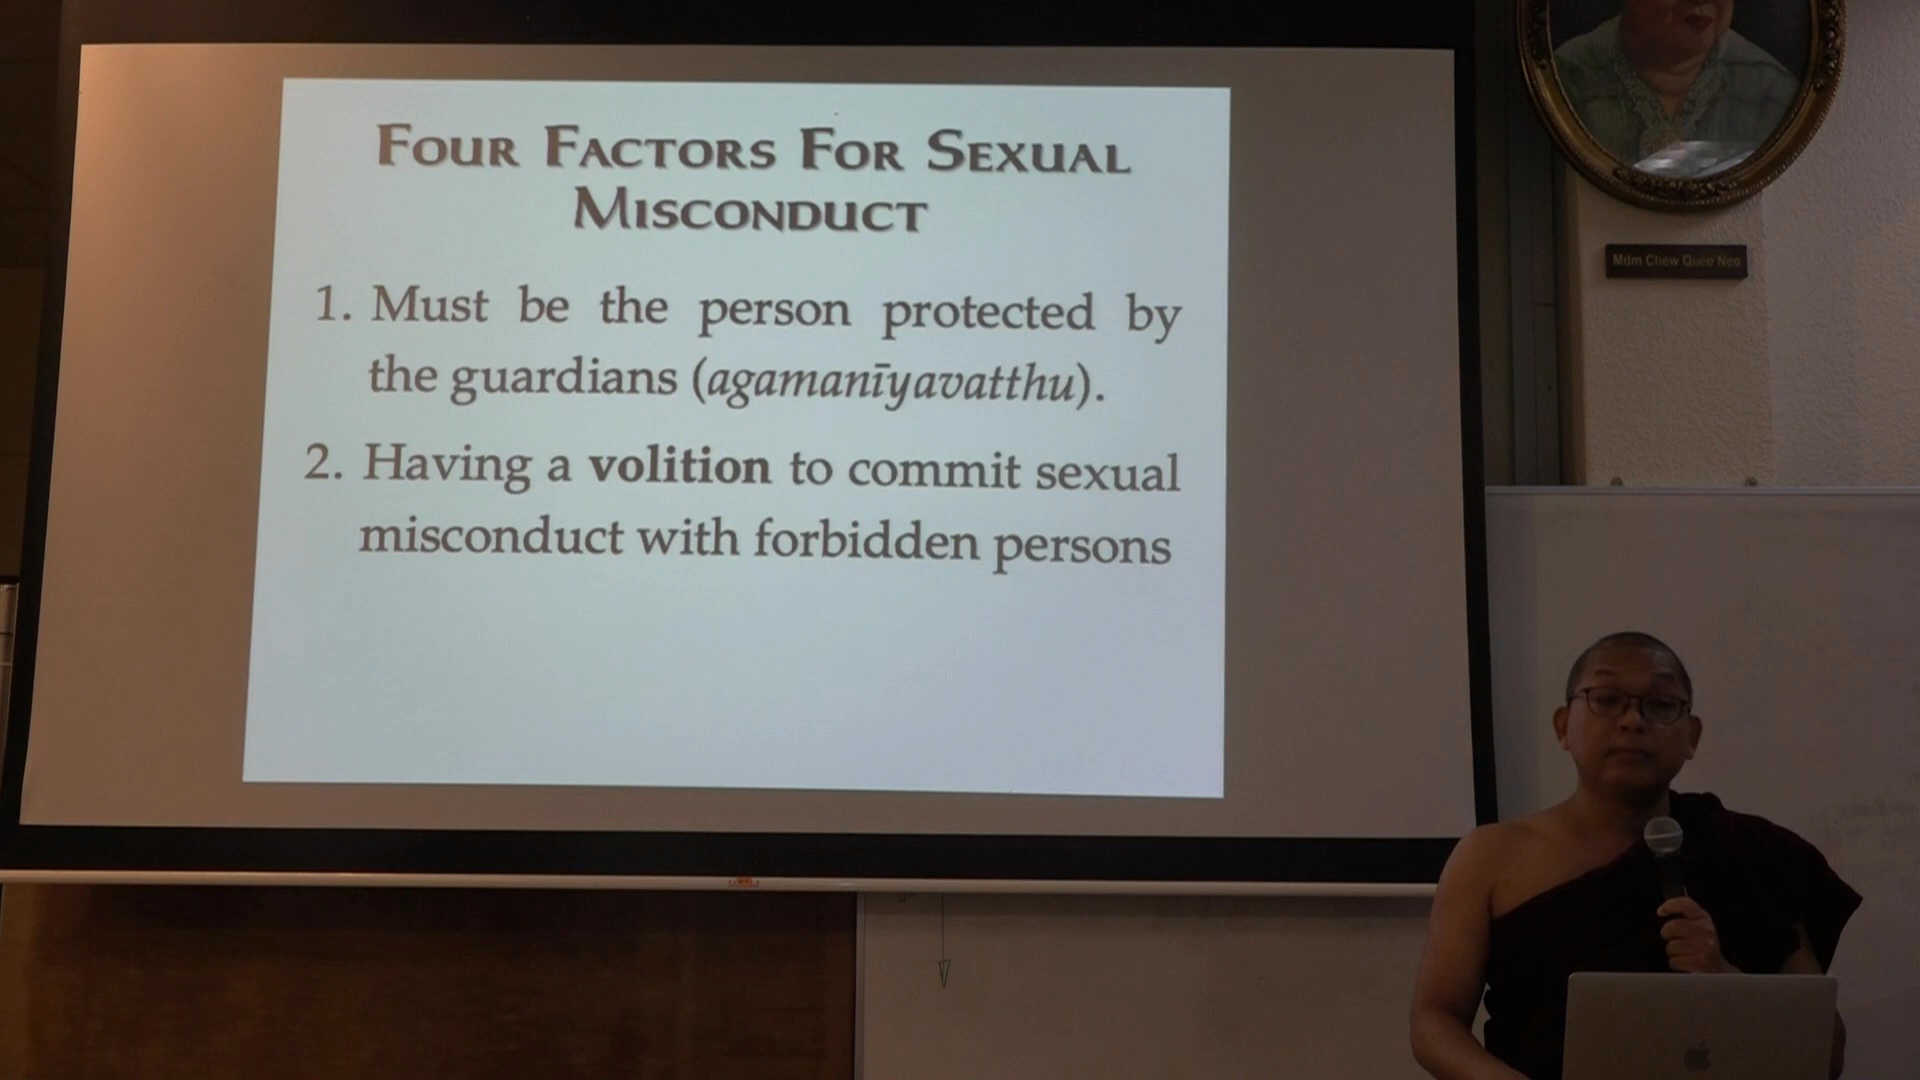 Four Factors For Sexual
Misconduct
1. Must be the person protected by
the guardians (agamanīyavatthu).
2. Having a volition to commit sexual
misconduct with forbidden persons
Mdm Chew Quee Neo